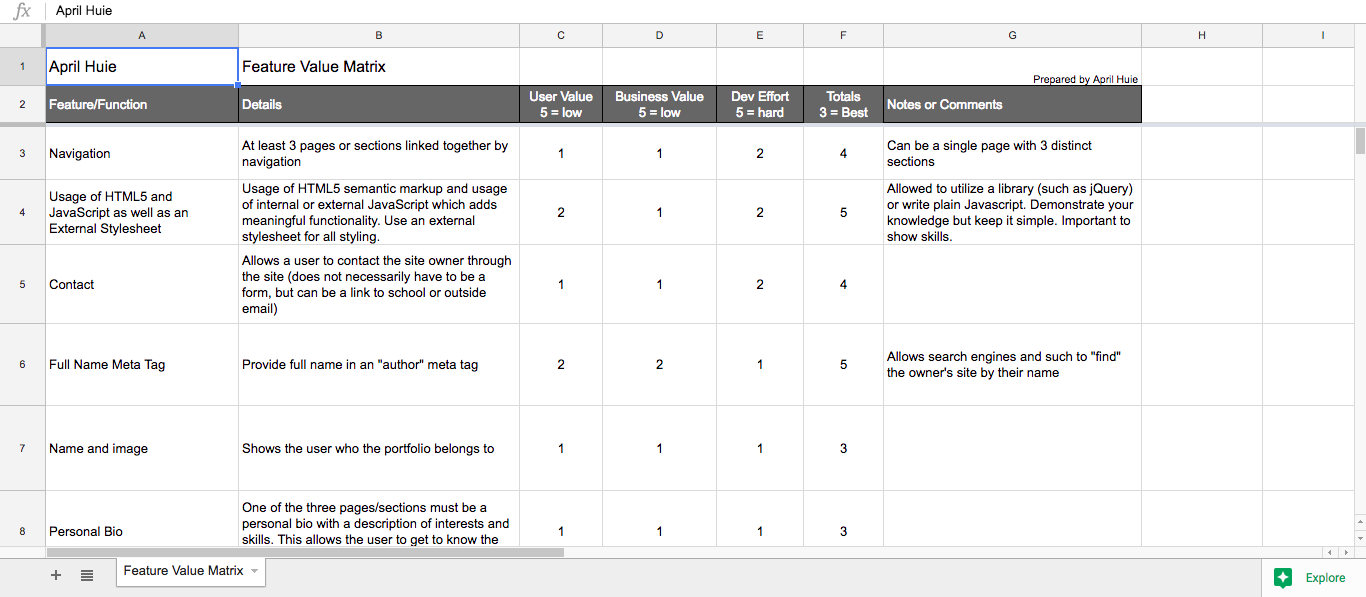 fx April Huie
A B C D E F G H I
1 April Huie Feature Value Matrix Prepared by April Huie
2 Feature/Function Details User Value Business Value Dev Effort Totals Notes or Comments
5 = low 5 = low 5 = hard 3 = Best
3 Navigation
At least 3 pages or sections linked together by
navigation
1 1 2 4
Can be a single page with 3 distinct
sections
4
Usage of HTML5 and
JavaScript as well as an
External Stylesheet
Usage of HTML5 semantic markup and usage
of internal or external JavaScript which adds
meaningful functionality. Use an external
stylesheet for all styling.
2 1 2 5
Allowed to utilize a library (such as jQuery)
or write plain Javascript. Demonstrate your
knowledge but keep it simple. Important to
show skills.
5 Contact
Allows a user to contact the site owner through
the site (does not necessarily have to be a
form, but can be a link to school or outside
email)
1 1 2 4
6 Full Name Meta Tag Provide full name in an "author" meta tag 2 2 1 5
Allows search engines and such to "find"
the owner's site by their name
7 Name and image Shows the user who the portfolio belongs to 1 1 1 3
8 Personal Bio
One of the three pages/sections must be a
personal bio with a description of interests and
skills. This allows the user to get to know the
1 1 1 3
Feature Value Matrix
Explore